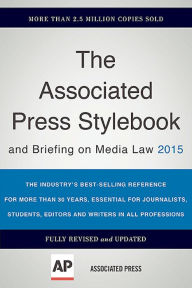 MORE THAN 2.5 MILLION COPIES SOLD
The
Associated
Press Stylebook
and Briefing on Media Law 2015
THE INDUSTRY'S BEST-SELLING REFERENCE
FOR MORE THAN 30 YEARS, ESSENTIAL FOR JOURNALISTS,
STUDENTS, EDITORS AND WRITERS IN ALL PROFESSIONS
FULLY REVISED and UPDATED
AP ASSOCIATED PRESS